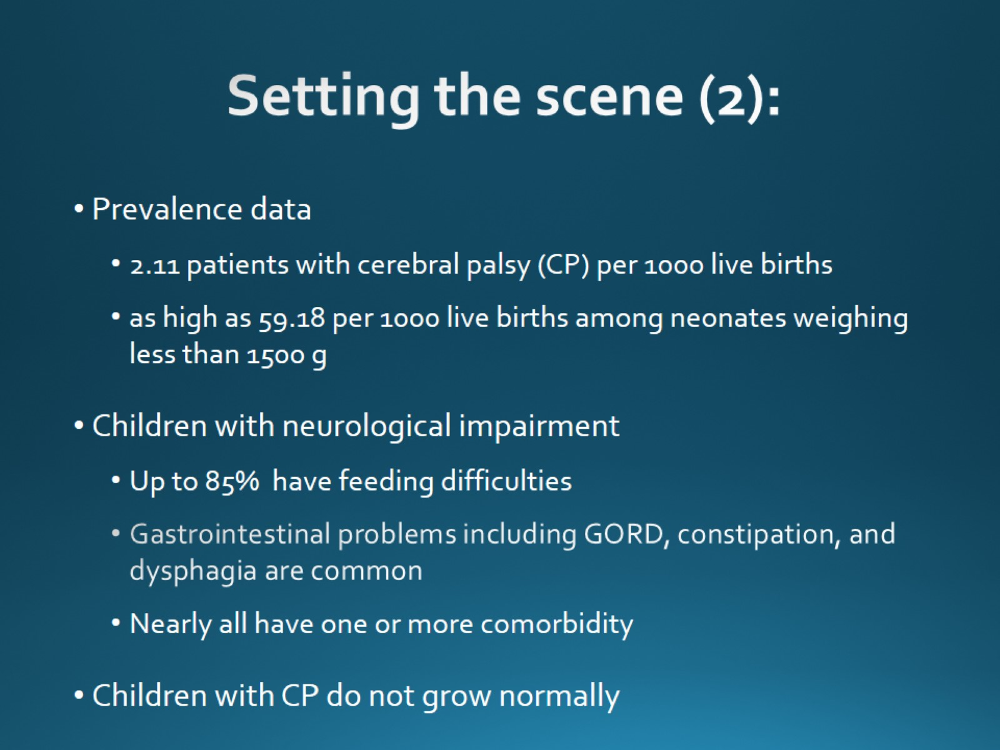 Setting the scene (2):
• Prevalence data
• 2.11 patients with cerebral palsy (CP) per 1000 live births
• as high as 59.18 per 1000 live births among neonates weighing
less than 1500 g
• Children with neurological impairment
• Up to 85%  have feeding difficulties
• Gastrointestinal problems including GORD, constipation, and
dysphagia are common
• Nearly all have one or more comorbidity
• Children with CP do not grow normally